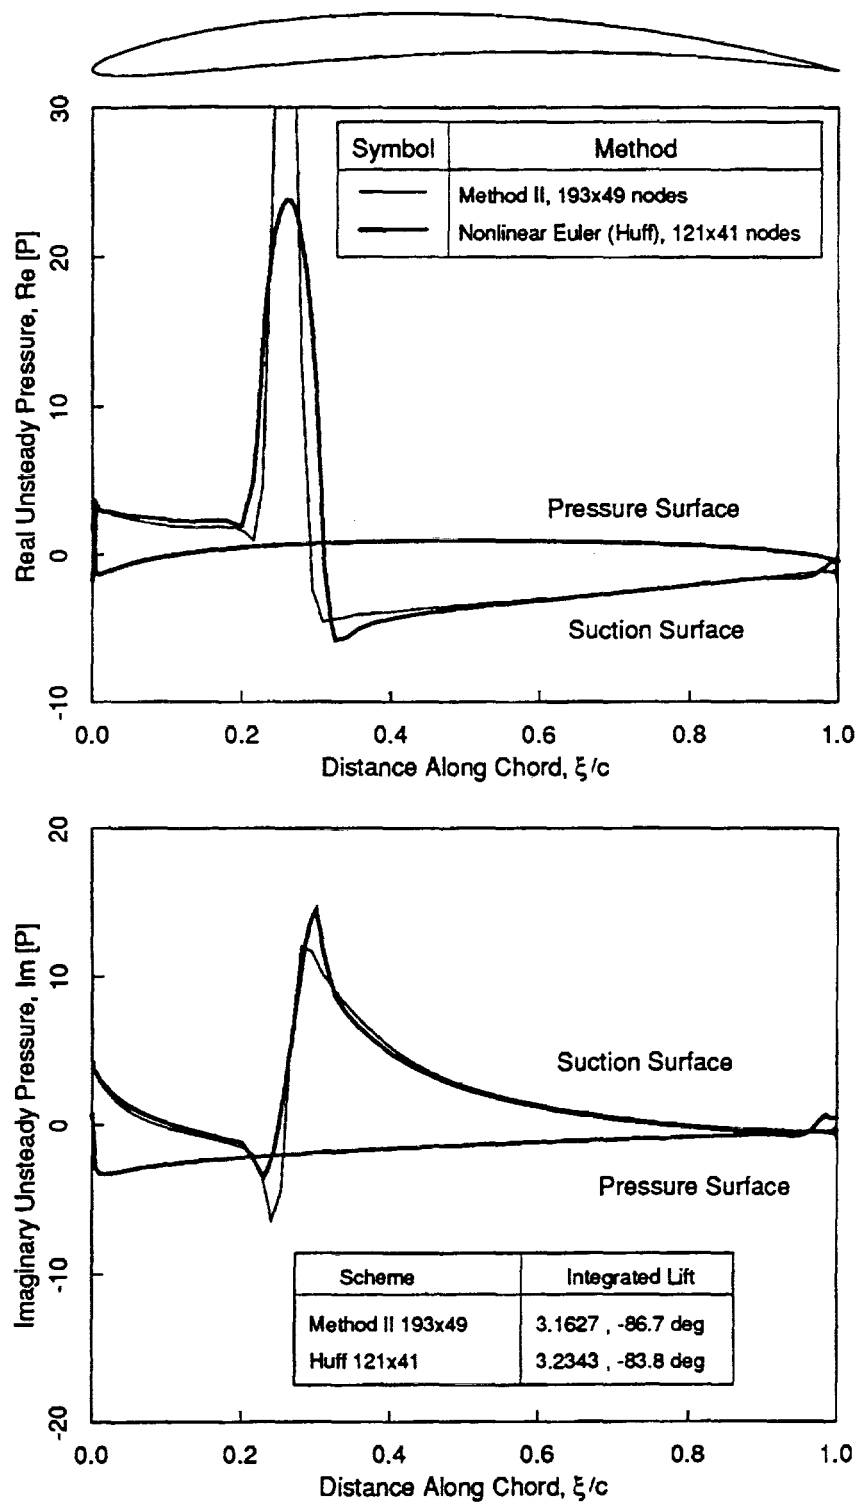 30
Symbol Method
Method II, 193x49 nodes
Nonlinear Euler (Huff), 121x41 nodes
20
10
0
-10
Real Unsteady Pressure, Re [P]
Pressure Surface
Suction Surface
0.0 0.2 0.4 0.6 0.8 1.0
Distance Along Chord, ξ/c
20
10
0
-10
-20
Imaginary Unsteady Pressure, Im [P]
Suction Surface
Pressure Surface
Scheme Integrated Lift
Method II 193x49 3.1627 , -86.7 deg
Huff 121x41 3.2343 , -83.8 deg
0.0 0.2 0.4 0.6 0.8 1.0
Distance Along Chord, ξ/c